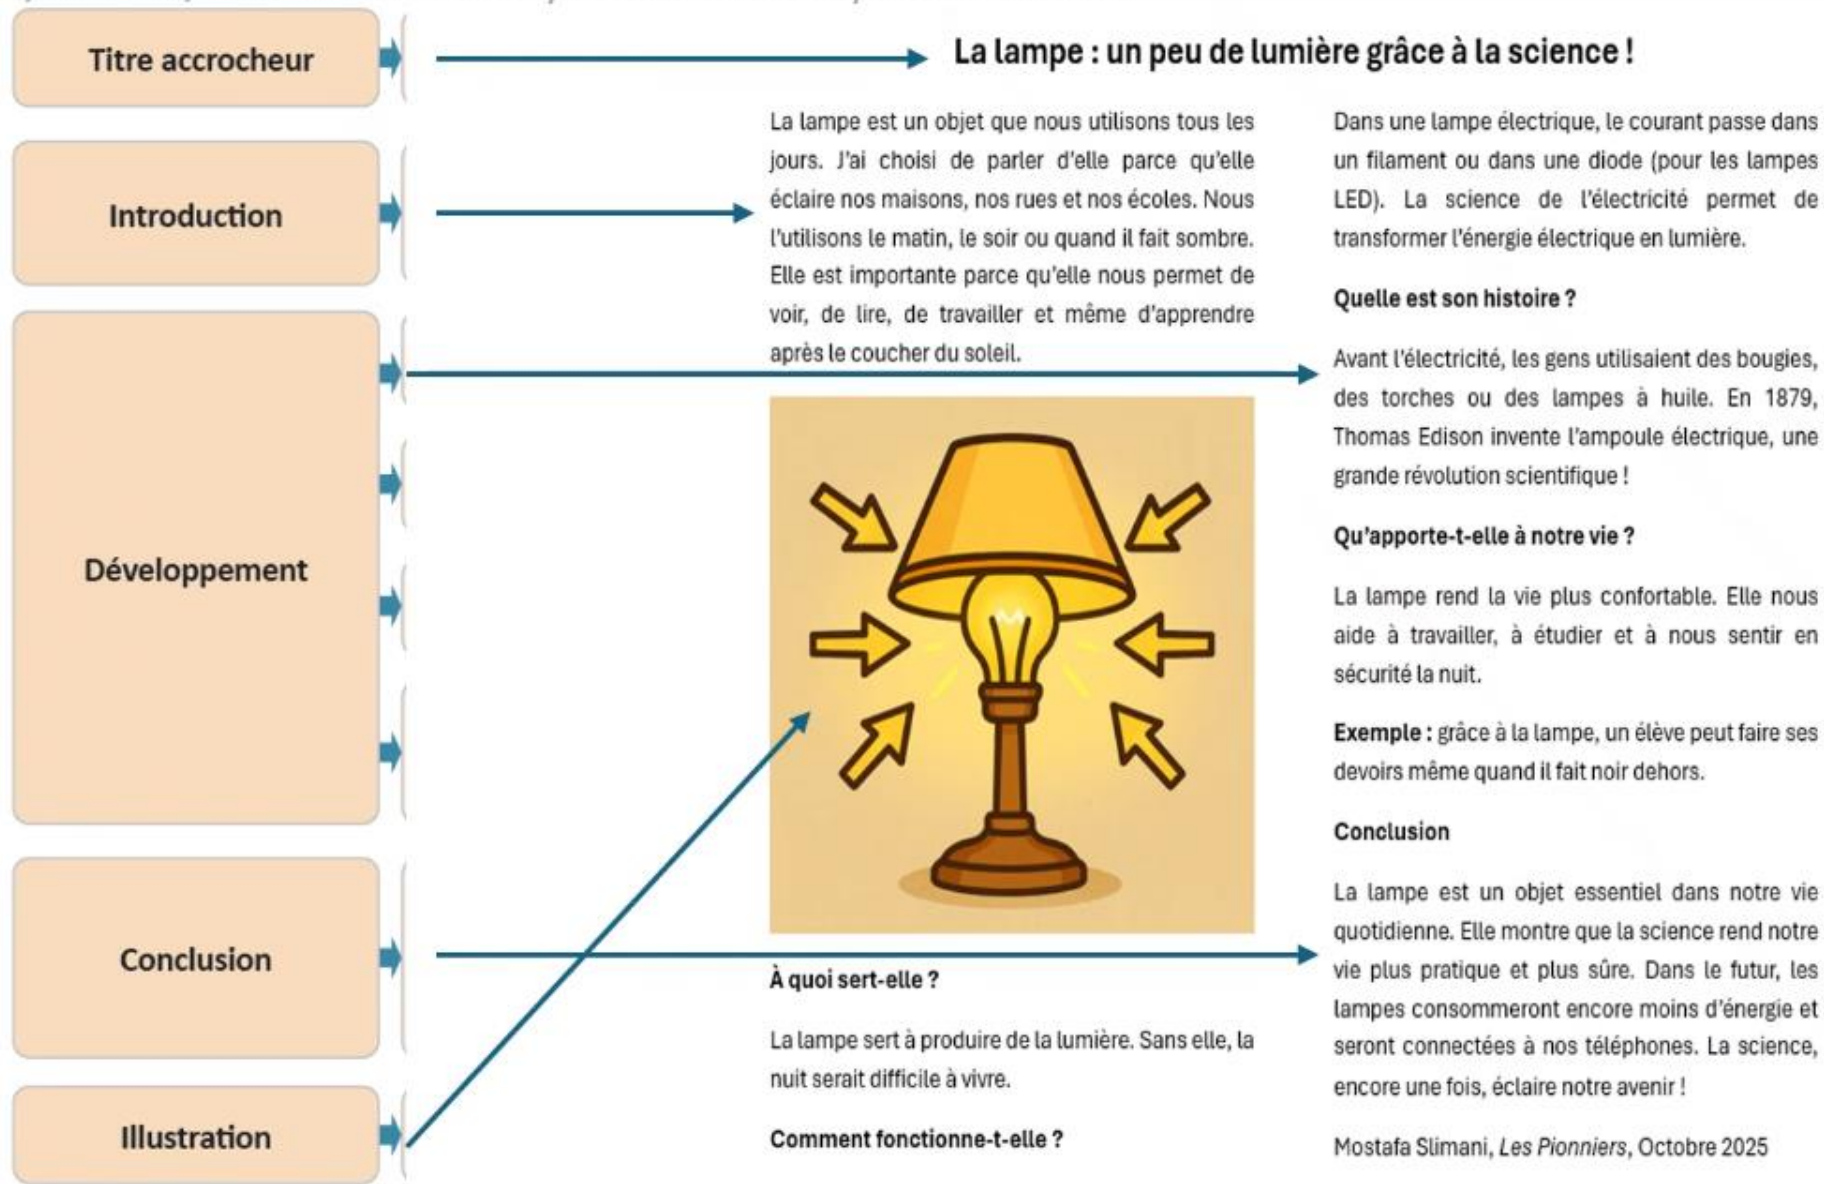 Titre accrocheur
Introduction
Développement
Conclusion
Illustration
La lampe : un peu de lumière grâce à la science !
La lampe est un objet que nous utilisons tous les
jours. J'ai choisi de parler d'elle parce qu'elle
éclaire nos maisons, nos rues et nos écoles. Nous
l'utilisons le matin, le soir ou quand il fait sombre.
Elle est importante parce qu'elle nous permet de
voir, de lire, de travailler et même d'apprendre
après le coucher du soleil.
À quoi sert-elle ?
La lampe sert à produire de la lumière. Sans elle, la
nuit serait difficile à vivre.
Comment fonctionne-t-elle ?
Dans une lampe électrique, le courant passe dans
un filament ou dans une diode (pour les lampes
LED). La science de l'électricité permet de
transformer l'énergie électrique en lumière.
Quelle est son histoire ?
Avant l'électricité, les gens utilisaient des bougies,
des torches ou des lampes à huile. En 1879,
Thomas Edison invente l'ampoule électrique, une
grande révolution scientifique !
Qu'apporte-t-elle à notre vie ?
La lampe rend la vie plus confortable. Elle nous
aide à travailler, à étudier et à nous sentir en
sécurité la nuit.
Exemple : grâce à la lampe, un élève peut faire ses
devoirs même quand il fait noir dehors.
Conclusion
La lampe est un objet essentiel dans notre vie
quotidienne. Elle montre que la science rend notre
vie plus pratique et plus sûre. Dans le futur, les
lampes consommeront encore moins d'énergie et
seront connectées à nos téléphones. La science,
encore une fois, éclaire notre avenir !
Mostafa Slimani, Les Pionniers, Octobre 2025